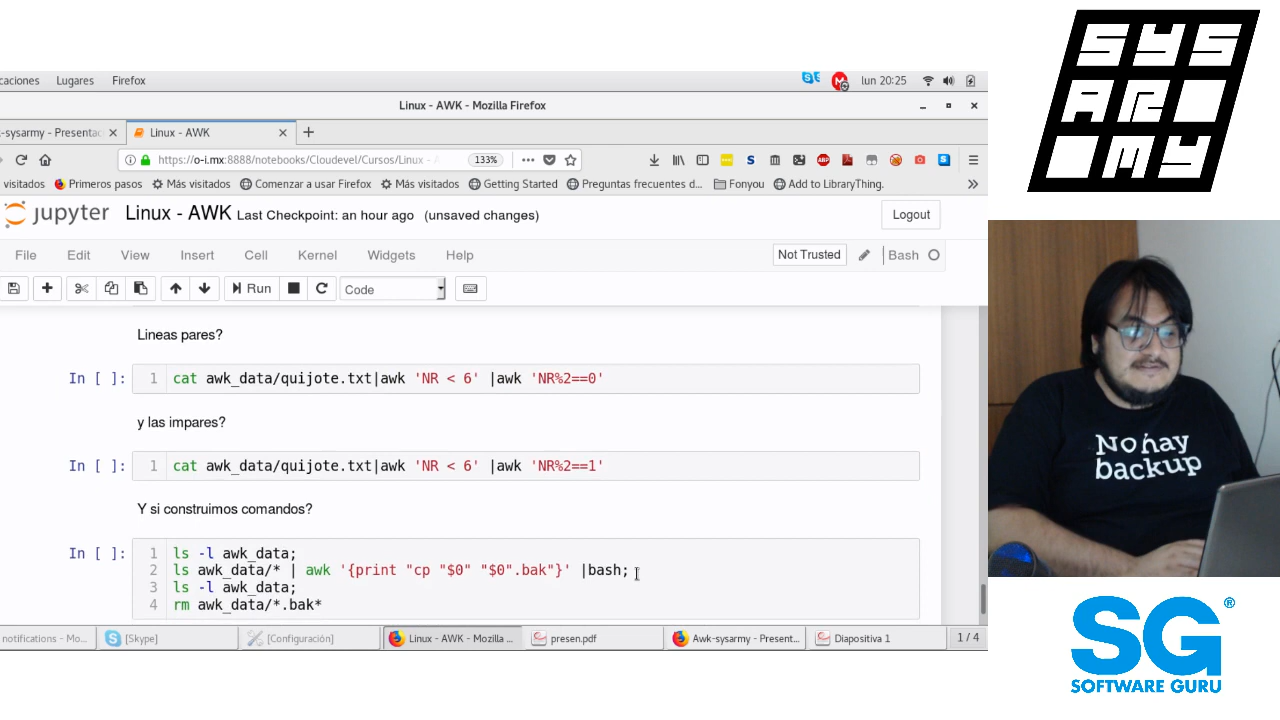 caciones Lugares Firefox lun 20:25
Linux - AWK - Mozilla Firefox
-sysarmy - Presentac Linux - AWK
https://o-i.mx:8888/notebooks/Cloudevel/Cursos/Linux - A 133%
visitados Primeros pasos Más visitados Comenzar a usar Firefox Más visitados Getting Started Preguntas frecuentes d... Fonyou Add to LibraryThing.
jupyter Linux - AWK Last Checkpoint: an hour ago (unsaved changes) Logout
File Edit View Insert Cell Kernel Widgets Help Not Trusted Bash
Run Code
Lineas pares?
In [ ]: 1 cat awk_data/quijote.txt|awk 'NR < 6' |awk 'NR%2==0'
y las impares?
In [ ]: 1 cat awk_data/quijote.txt|awk 'NR < 6' |awk 'NR%2==1'
Y si construimos comandos?
In [ ]: 1 ls -l awk_data;
2 ls awk_data/* | awk '{print "cp "$0" "$0".bak"}' |bash;
3 ls -l awk_data;
4 rm awk_data/*.bak*
notifications - Mo... [Skype] [Configuración] Linux - AWK - Mozilla ... presen.pdf Awk-sysarmy - Present... Diapositiva 1 1 / 4
SYS
AR
MY
No hay
backup
SG®
SOFTWARE GURU